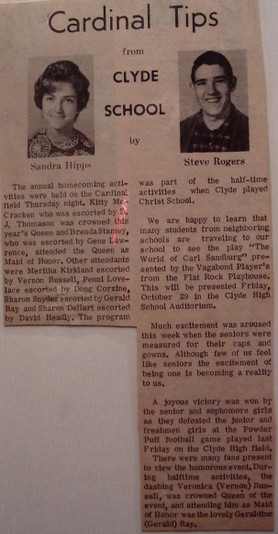 Cardinal Tips
from
CLYDE
SCHOOL
by
Sandra Hipps
Steve Rogers
The annual homecoming acti-
vities were held on the Cardinal
field Thursday night, Kitty Mc-
Cracken who was escorted by D.
J. Thomason was crowned this
year's Queen and Brenda Stamey,
who was escorted by Gene Law-
rence, attended the Queen as
Maid of Honor. Other attendants
were Meritha Kirkland escorted
by Vernon Russell, Penni Love-
lace escorted by Doug Corzine,
Sharon Snyder escorted by Gerald
Ray and Sharon DeHart escorted
by David Headly. The program
was part of the half-time
activities when Clyde played
Christ School.
We are happy to learn that
many students from neighboring
schools are traveling to our
school to see the play "The
World of Carl Sandburg" pre-
sented by the Vagabond Player's
from the Flat Rock Playhouse.
This will be presented Friday,
October 29 in the Clyde High
School Auditorium.
Much excitement was aroused
this week when the seniors were
measured for their caps and
gowns. Although few of us feel
like seniors the excitement of
being one is becoming a reality
to us.
A joyous victory was won by
the senior and sophomore girls
as they defeated the junior and
freshmen girls at the Powder
Puff football game played last
Friday on the Clyde High field.
There were many fans present
to view the humorous event. Dur-
ing halftime activities, the
dashing Veronica (Vernon) Rus-
sell, was crowned Queen of the
event, and attending him as Maid
of Honor was the lovely Geraldine
(Gerald) Ray.